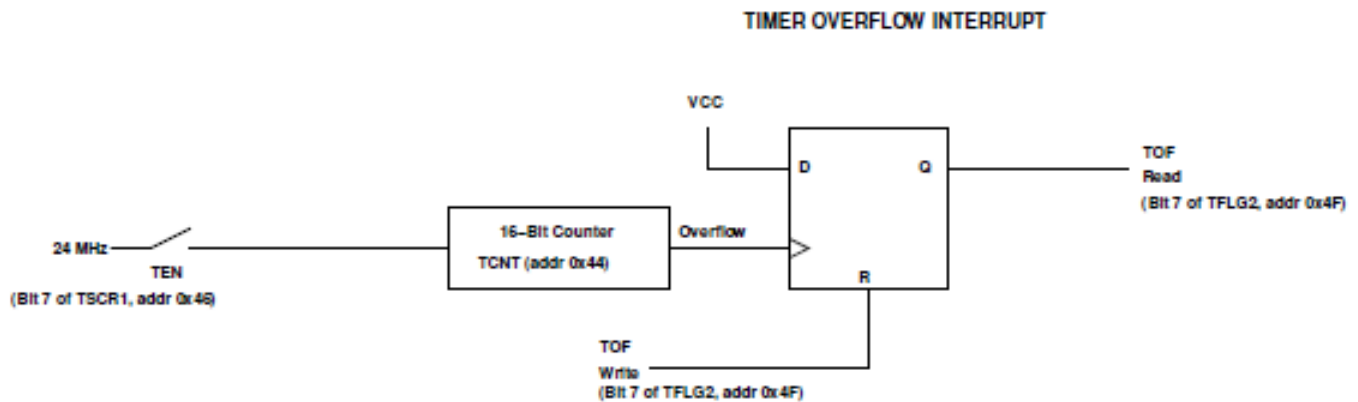 TIMER OVERFLOW INTERRUPT
VCC
D
Q
TOF
Read
(Bit 7 of TFLG2, addr 0x4F)
16-Bit Counter
TCNT (addr 0x44)
Overflow
24 MHz
TEN
(Bit 7 of TSCR1, addr 0x46)
R
TOF
Write
(Bit 7 of TFLG2, addr 0x4F)